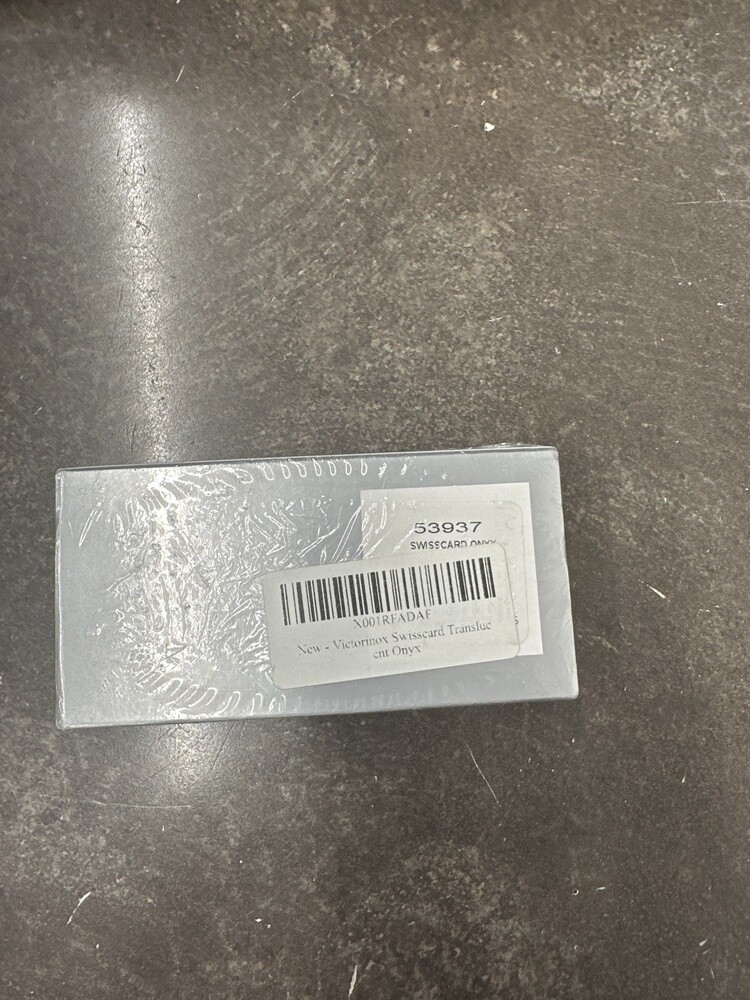 53937
SWISSCARD ONYX
X001RFADAF
New - Victorinox Swisscard Transluc
ent Onyx